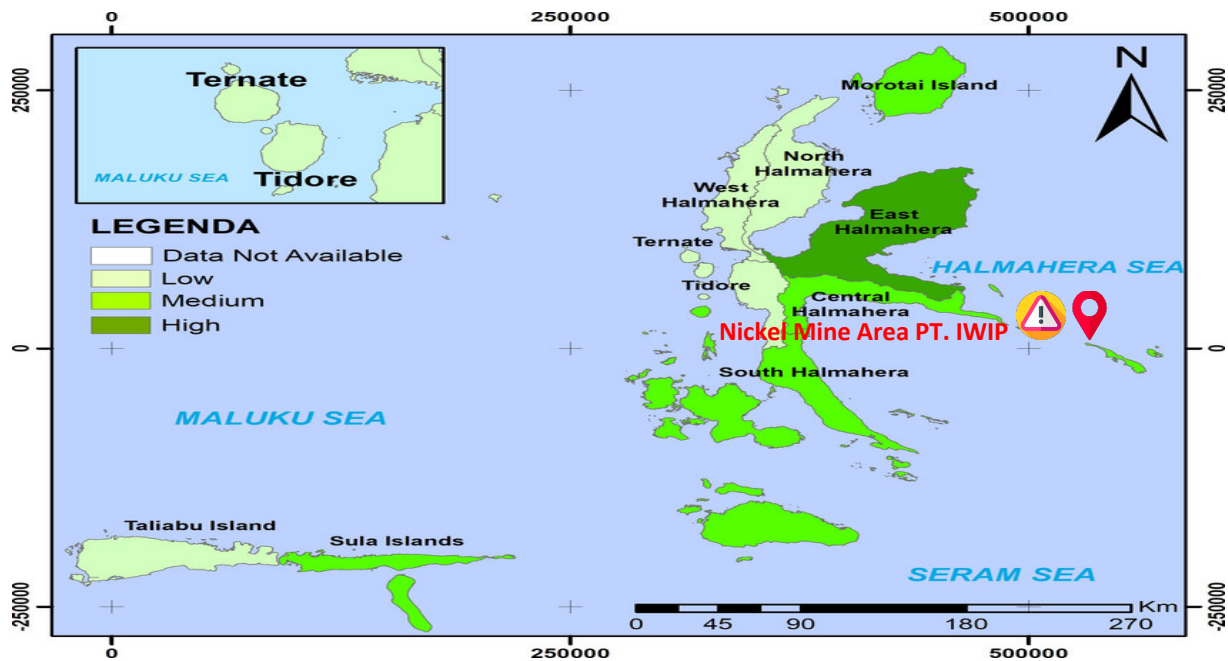 0
250000
500000
Ternate
Tidore
MALUKU SEA
LEGENDA
Data Not Available
Low
Medium
High
N
Morotai Island
North
Halmahera
West
Halmahera
East
Halmahera
Ternate
HALMAHERA SEA
Tidore
Central
Halmahera
Nickel Mine Area PT. IWIP
South Halmahera
MALUKU SEA
Taliabu Island
Sula Islands
SERAM SEA
Km
0
45
90
180
270
250000
0
-250000
250000
0
-250000
0
250000
500000